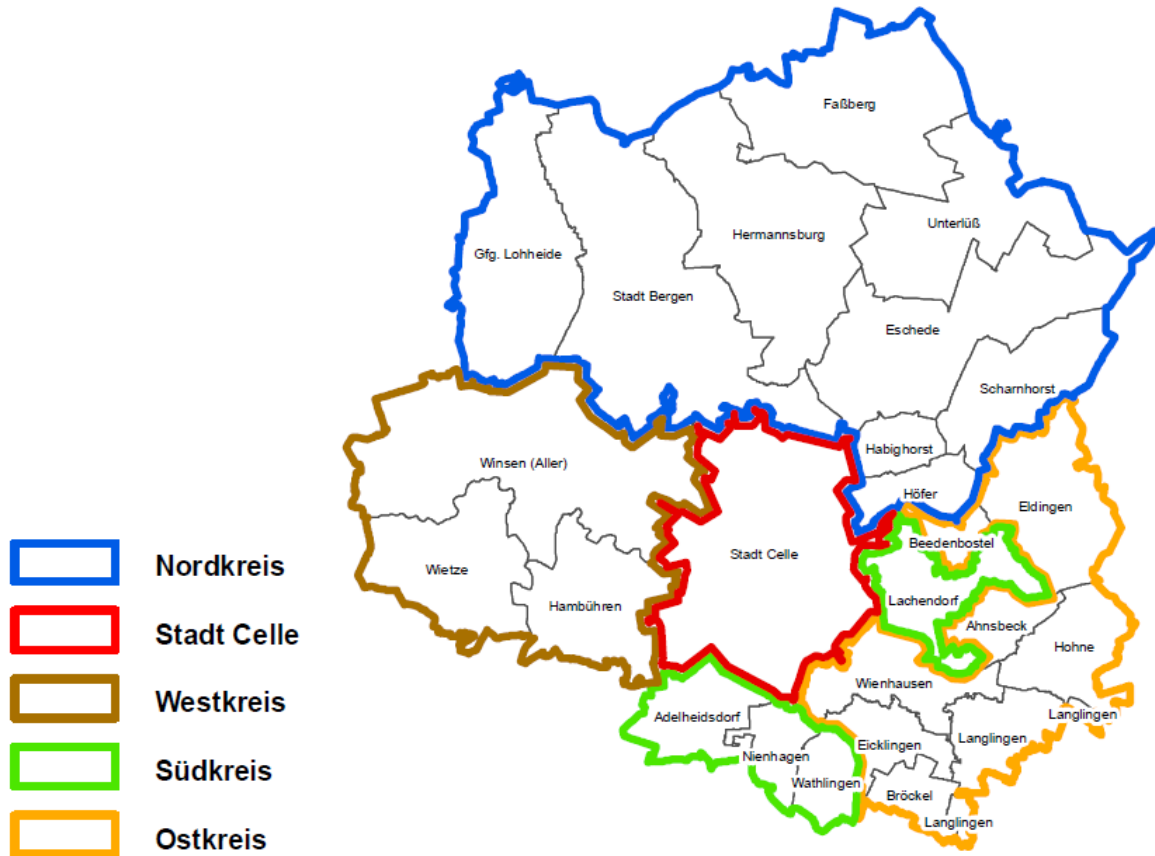 Faßberg
Unterlüß
Hermannsburg
Gfg. Lohheide
Stadt Bergen
Eschede
Scharnhorst
Habighorst
Winsen (Aller)
Höfer
Eldingen
Beedenbostel
Stadt Celle
Wietze
Hambühren
Lachendorf
Ahnsbeck
Hohne
Wienhausen
Adelheidsdorf
Langlingen
Langlingen
Eicklingen
Nienhagen
Wathlingen
Bröckel
Langlingen
Nordkreis
Stadt Celle
Westkreis
Südkreis
Ostkreis